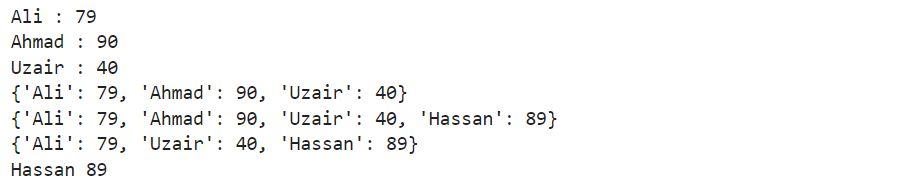 Ali : 79
Ahmad : 90
Uzair : 40
{'Ali': 79, 'Ahmad': 90, 'Uzair': 40}
{'Ali': 79, 'Ahmad': 90, 'Uzair': 40, 'Hassan': 89}
{'Ali': 79, 'Uzair': 40, 'Hassan': 89}
Hassan 89